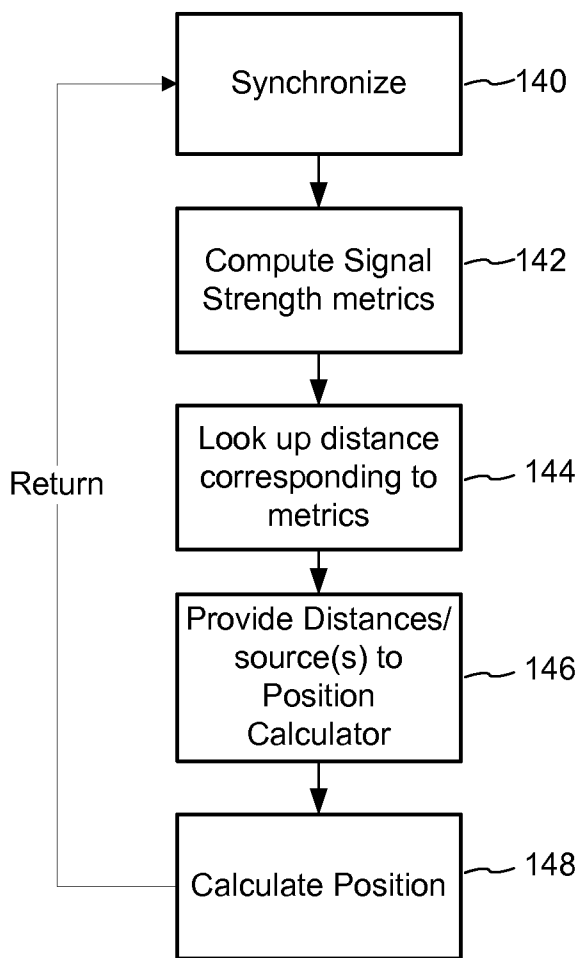 Synchronize
140
Compute Signal
Strength metrics
142
Look up distance
corresponding to
metrics
144
Return
Provide Distances/
source(s) to
Position
Calculator
146
Calculate Position
148